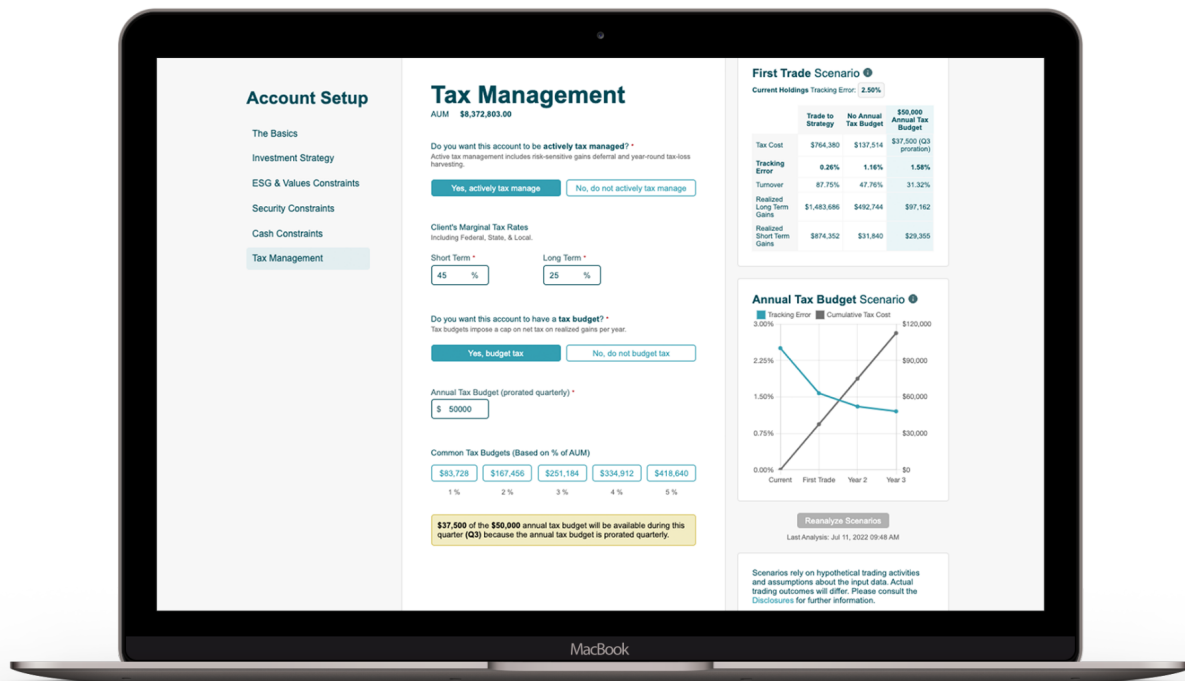 Account Setup
The Basics
Investment Strategy
ESG & Values Constraints
Security Constraints
Cash Constraints
Tax Management
Tax Management
AUM $8,372,803.00
Do you want this account to be actively tax managed? *
Active tax management includes risk-sensitive gains deferral and year-round tax-loss
harvesting.
Yes, actively tax manage No, do not actively tax manage
Client's Marginal Tax Rates
Including Federal, State, & Local.
Short Term * Long Term *
45 % 25 %
Do you want this account to have a tax budget? *
Tax budgets impose a cap on net tax on realized gains per year.
Yes, budget tax No, do not budget tax
Annual Tax Budget (prorated quarterly) *
$ 50000
Common Tax Budgets (Based on % of AUM)
$83,728 $167,456 $251,184 $334,912 $418,640
1 % 2 % 3 % 4 % 5 %
$37,500 of the $50,000 annual tax budget will be available during this
quarter (Q3) because the annual tax budget is prorated quarterly.
First Trade Scenario
Current Holdings Tracking Error: 2.50%
Trade to Strategy No Annual Tax Budget $50,000 Annual Tax Budget
Tax Cost $764,380 $137,514 $37,500 (Q3 proration)
Tracking Error 0.26% 1.16% 1.58%
Turnover 87.75% 47.76% 31.32%
Realized Long Term Gains $1,483,686 $492,744 $97,162
Realized Short Term Gains $874,352 $31,840 $29,355
Annual Tax Budget Scenario
Tracking Error Cumulative Tax Cost
3.00% $120,000
2.25% $90,000
1.50% $60,000
0.75% $30,000
0.00% $0
Current First Trade Year 2 Year 3
Reanalyze Scenarios
Last Analysis: Jul 11, 2022 09:48 AM
Scenarios rely on hypothetical trading activities
and assumptions about the input data. Actual
trading outcomes will differ. Please consult the
Disclosures for further information.
MacBook